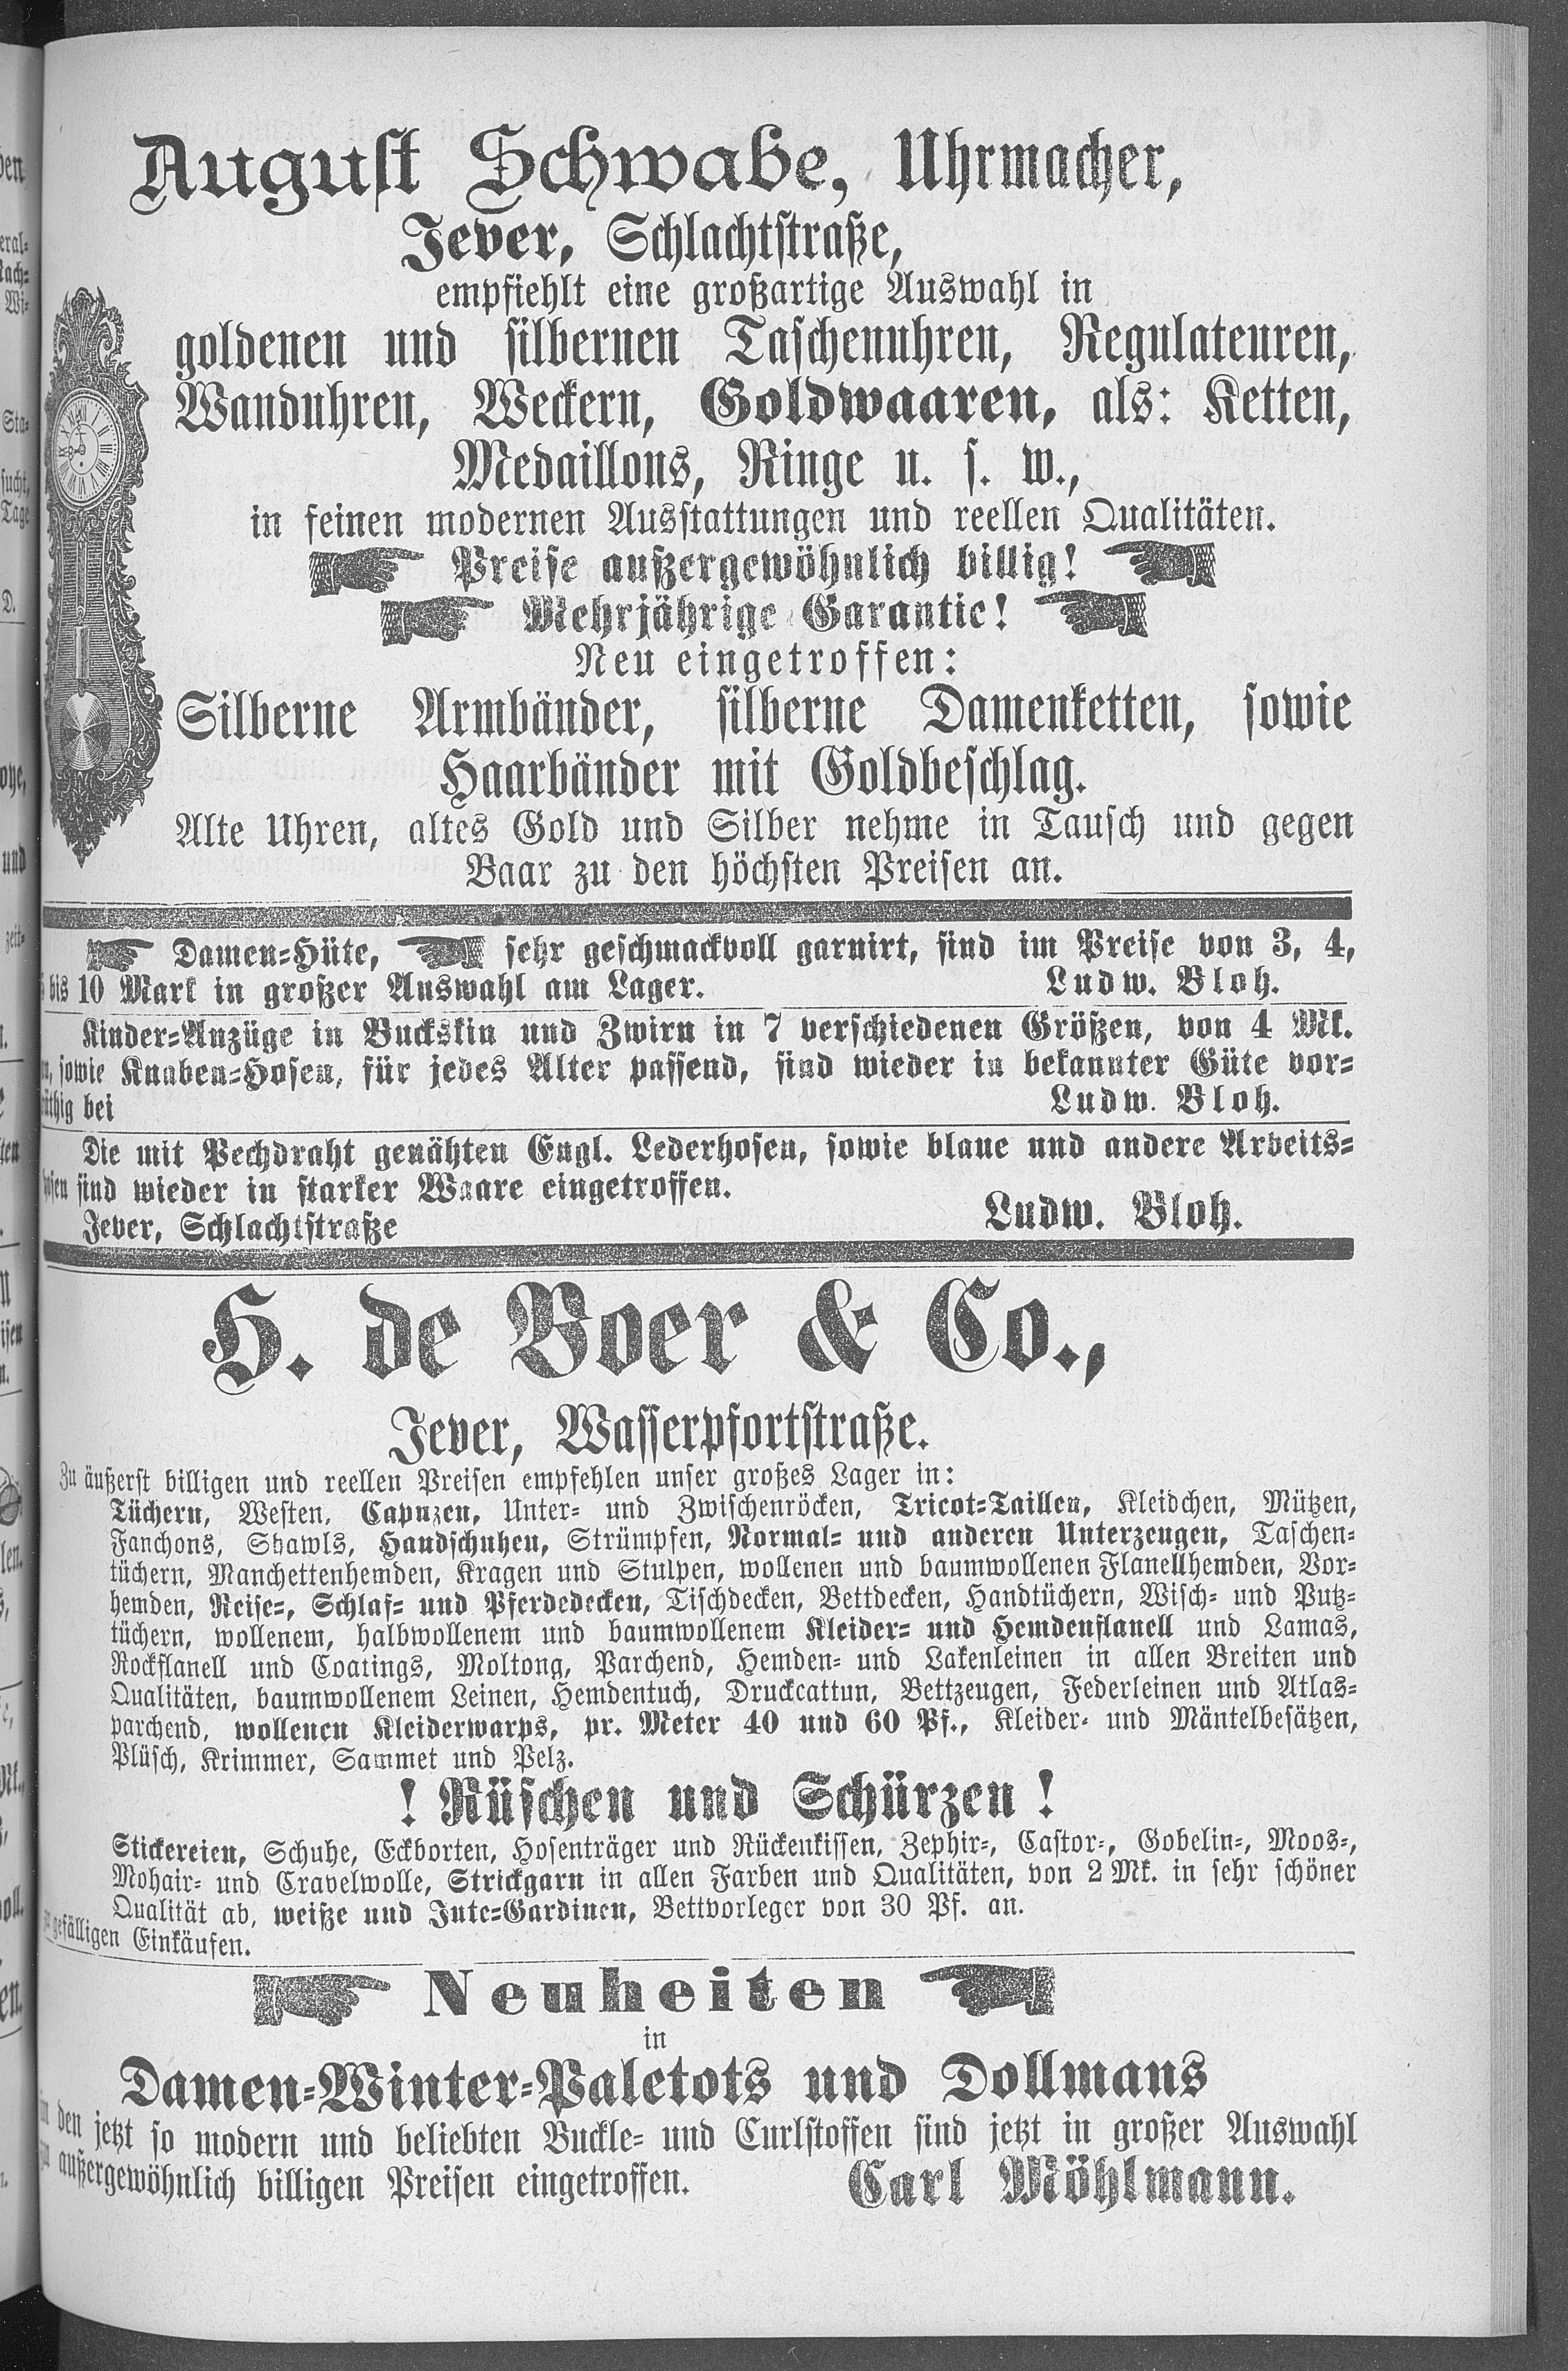 August Schwabe, Uhrmacher,
Jever, Schlachtstraße,
empfiehlt eine großartige Auswahl in
goldenen und silbernen Taschenuhren, Regulateuren,
Wanduhren, Weckern, Goldwaaren, als: Ketten,
Medaillons, Ringe u. s. w.,
in feinen modernen Ausstattungen und reellen Qualitäten.
Preise außergewöhnlich billig!
Mehrjährige Garantie!
Neu eingetroffen:
Silberne Armbänder, silberne Damenketten, sowie
Haarbänder mit Goldbeschlag.
Alte Uhren, altes Gold und Silber nehme in Tausch und gegen
Baar zu den höchsten Preisen an.
Damen-Hüte, sehr geschmackvoll garnirt, sind im Preise von 3, 4,
bis 10 Mark in großer Auswahl am Lager. Ludw. Bloh.
Kinder-Anzüge in Buckskin und Zwirn in 7 verschiedenen Größen, von 4 Mk.
sowie Knaben-Hosen, für jedes Alter passend, sind wieder in bekannter Güte vor-
räthig bei Ludw. Bloh.
Die mit Pechdraht genähten Engl. Lederhosen, sowie blaue und andere Arbeits-
hosen sind wieder in starker Waare eingetroffen.
Jever, Schlachtstraße Ludw. Bloh.
H. de Boer & Co.,
Jever, Wasserpfortstraße.
Zu äußerst billigen und reellen Preisen empfehlen unser großes Lager in:
Tüchern, Westen, Capuzen, Unter- und Zwischenröcken, Tricot-Taillen, Kleidchen, Mützen,
Fanchons, Shawls, Handschuhen, Strümpfen, Normal- und anderen Unterzeugen, Taschen-
tüchern, Manchettenhemden, Kragen und Stulpen, wollenen und baumwollenen Flanellhemden, Vor-
hemden, Reise-, Schlaf- und Pferdedecken, Tischdecken, Bettdecken, Handtüchern, Wisch- und Putz-
tüchern, wollenem, halbwollenem und baumwollenem Kleider- und Hemdenflanell und Lamas,
Rockflanell und Coatings, Moltong, Parchend, Hemden- und Lakenleinen in allen Breiten und
Qualitäten, baumwollenem Leinen, Hemdentuch, Druckcattun, Bettzeugen, Federleinen und Atlas-
parchend, wollenen Kleiderwarps, pr. Meter 40 und 60 Pf., Kleider- und Mäntelbesätzen,
Plüsch, Krimmer, Sammet und Pelz.
! Rüschen und Schürzen !
Stickereien, Schuhe, Eckborten, Hosenträger und Rückenkissen, Zephir-, Castor-, Gobelin-, Moos-,
Mohair- und Cravelwolle, Strickgarn in allen Farben und Qualitäten, von 2 Mk. in sehr schöner
Qualität ab, weiße und Jute-Gardinen, Bettvorleger von 30 Pf. an.
gefälligen Einkäufen.
Neuheiten
in
Damen-Winter-Paletots und Dollmans
in den jetzt so modern und beliebten Buckle- und Curlstoffen sind jetzt in großer Auswahl
zu außergewöhnlich billigen Preisen eingetroffen. Carl Möhlmann.